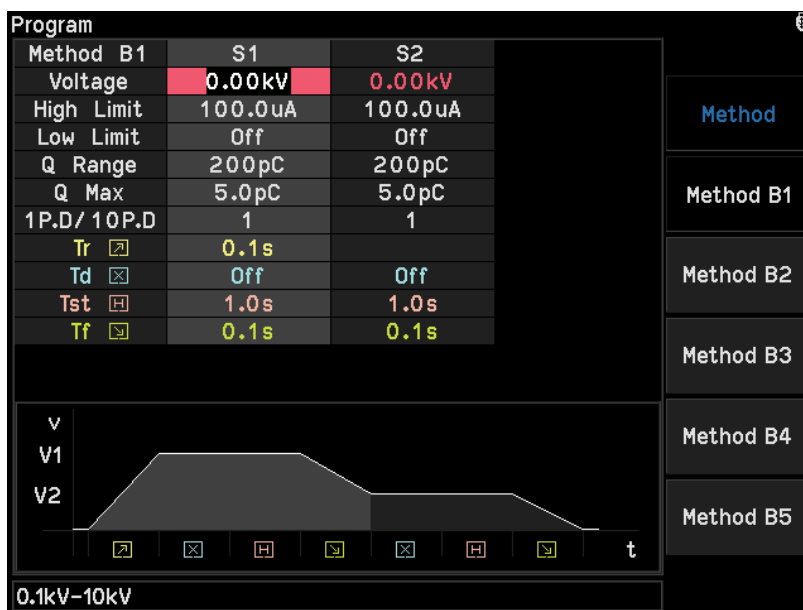 Program
Method B1 S1 S2
Voltage 0.00kV 0.00kV
High Limit 100.0uA 100.0uA
Low Limit Off Off
Q Range 200pC 200pC
Q Max 5.0pC 5.0pC
1P.D/10P.D 1 1
Tr 0.1s
Td Off Off
Tst H 1.0s 1.0s
Tf 0.1s 0.1s
v
V1
V2
H H t
0.1kV-10kV
Method
Method B1
Method B2
Method B3
Method B4
Method B5